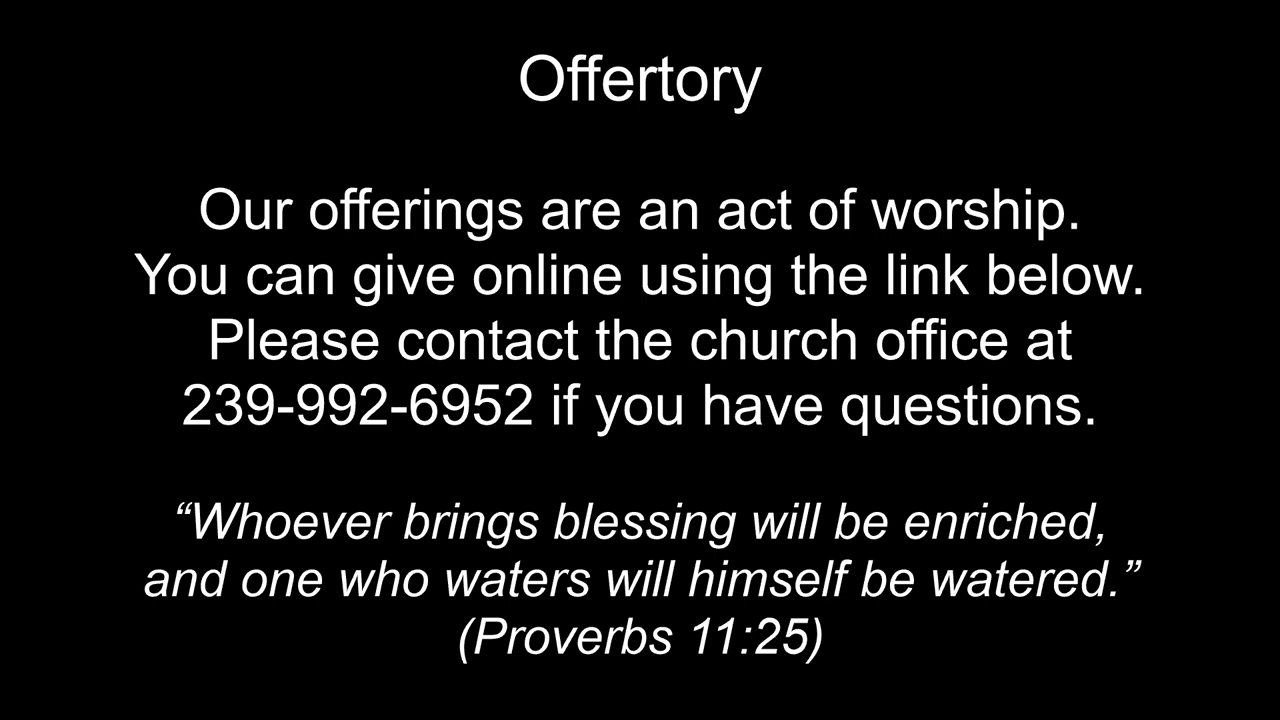 Offertory
Our offerings are an act of worship.
You can give online using the link below.
Please contact the church office at
239-992-6952 if you have questions.
“Whoever brings blessing will be enriched,
and one who waters will himself be watered.”
(Proverbs 11:25)